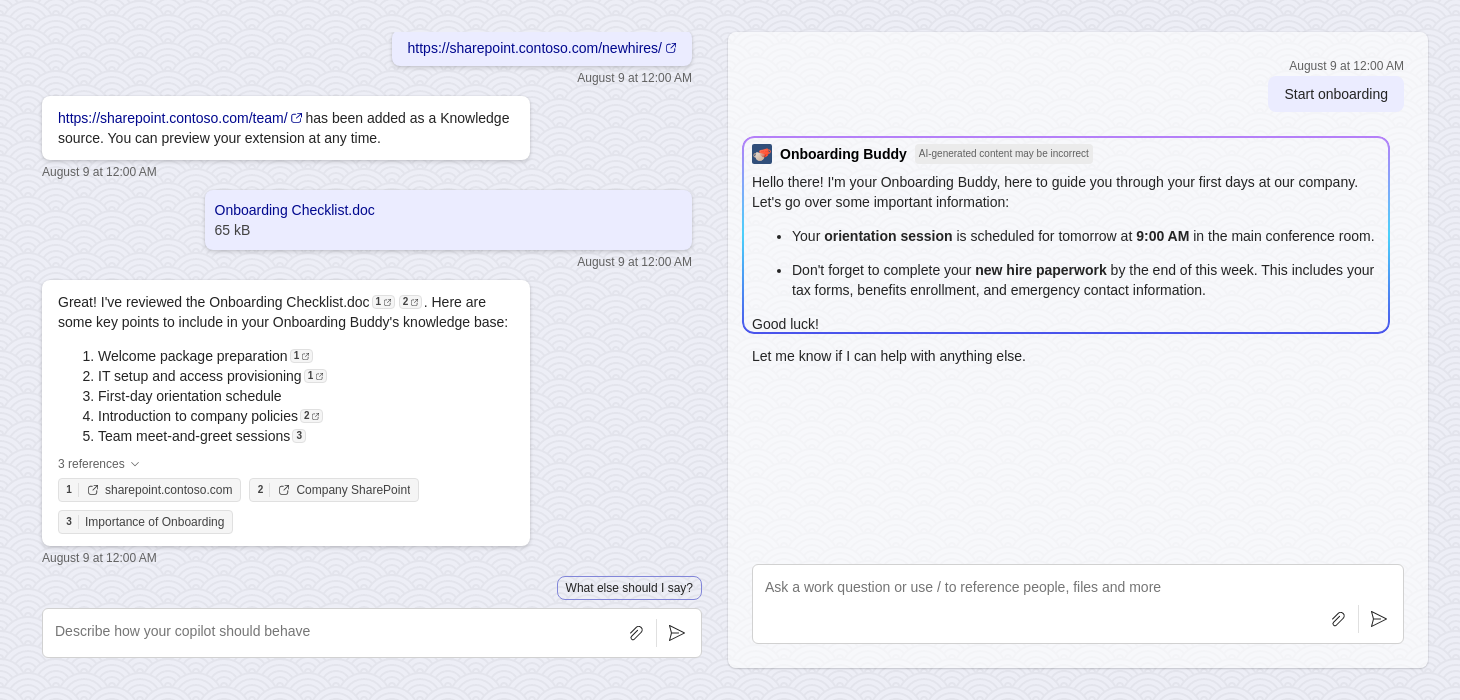 https://sharepoint.contoso.com/newhires/
August 9 at 12:00 AM
https://sharepoint.contoso.com/team/ has been added as a Knowledge
source. You can preview your extension at any time.
August 9 at 12:00 AM
Onboarding Checklist.doc
65 kB
August 9 at 12:00 AM
Great! I've reviewed the Onboarding Checklist.doc 1 2 . Here are
some key points to include in your Onboarding Buddy's knowledge base:
1. Welcome package preparation 1
2. IT setup and access provisioning 1
3. First-day orientation schedule
4. Introduction to company policies 2
5. Team meet-and-greet sessions 3
3 references
1 sharepoint.contoso.com 2 Company SharePoint
3 Importance of Onboarding
August 9 at 12:00 AM
What else should I say?
Describe how your copilot should behave
August 9 at 12:00 AM
Start onboarding
Onboarding Buddy AI-generated content may be incorrect
Hello there! I'm your Onboarding Buddy, here to guide you through your first days at our company.
Let's go over some important information:
• Your orientation session is scheduled for tomorrow at 9:00 AM in the main conference room.
• Don't forget to complete your new hire paperwork by the end of this week. This includes your
tax forms, benefits enrollment, and emergency contact information.
Good luck!
Let me know if I can help with anything else.
Ask a work question or use / to reference people, files and more